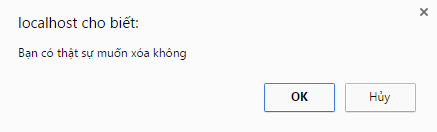 localhost cho biết:
Bạn có thật sự muốn xóa không
OK
Hủy